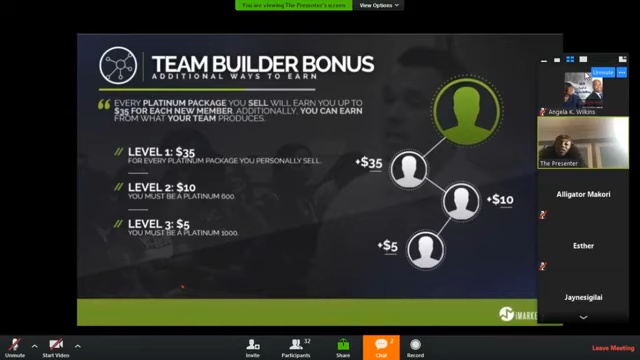 You are viewing The Presenter's screen
View Options
TEAM BUILDER BONUS
ADDITIONAL WAYS TO EARN
EVERY PLATINUM PACKAGE YOU SELL WILL EARN YOU UP TO
$35 FOR EACH NEW MEMBER. ADDITIONALLY, YOU CAN EARN
FROM WHAT YOUR TEAM PRODUCES.
LEVEL 1: $35
FOR EVERY PLATINUM PACKAGE YOU PERSONALLY SELL.
LEVEL 2: $10
YOU MUST BE A PLATINUM 600.
LEVEL 3: $5
YOU MUST BE A PLATINUM 1000.
+$35
+$10
+$5
Unmute
Angela K. Wilkins
The Presenter
Alligator Makori
Esther
Jaynesigilai
Unmute
Start Video
Invite
32
Participants
Share
2
Chat
Record
Leave Meeting